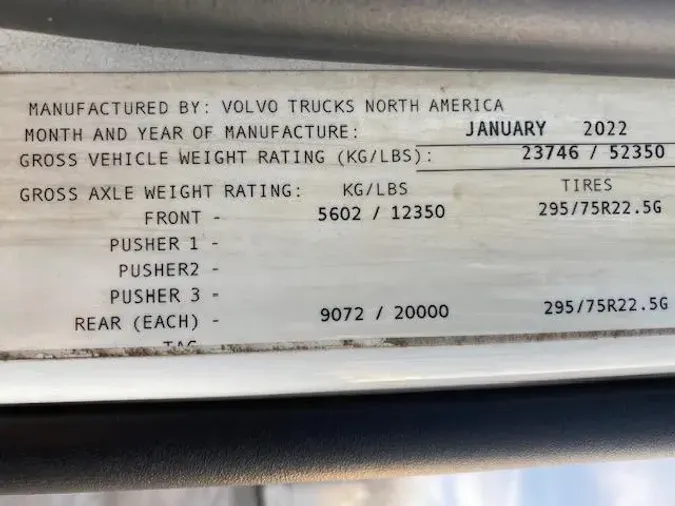 MANUFACTURED BY: VOLVO TRUCKS NORTH AMERICA
MONTH AND YEAR OF MANUFACTURE: JANUARY 2022
GROSS VEHICLE WEIGHT RATING (KG/LBS): 23746 / 52350
GROSS AXLE WEIGHT RATING: KG/LBS TIRES
FRONT - 5602 / 12350 295/75R22.5G
PUSHER 1 -
PUSHER2 -
PUSHER 3 -
REAR (EACH) - 9072 / 20000 295/75R22.5G